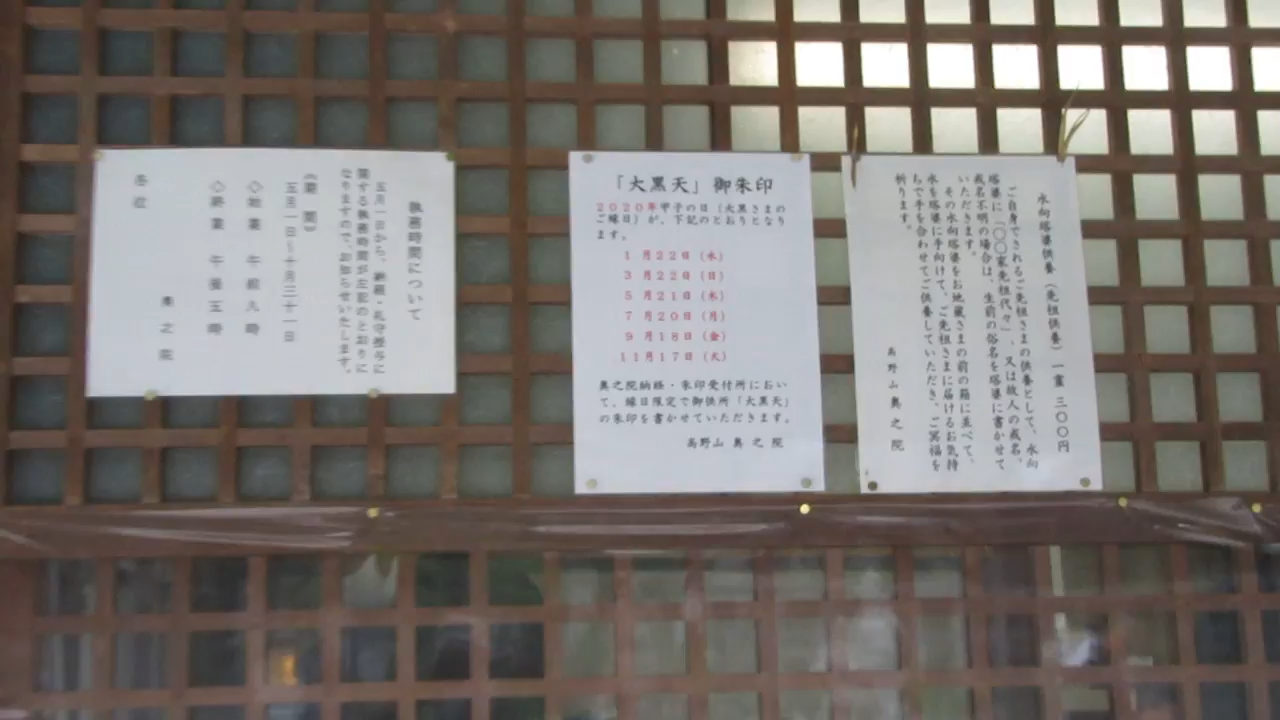 執務時間について
五月一日から、納経・札守授与に
関する執務時間が左記のとおりに
なりますので、お知らせいたします。
《期間》
五月一日~十月三十一日
◇始業 午前八時
◇終業 午後五時
奥之院
「大黒天」御朱印
2020年甲子の日(大黒さまの
ご縁日)が、下記のとおりとなり
ます。
1月22日(水)
3月22日(日)
5月21日(木)
7月20日(月)
9月18日(金)
11月17日(火)
奥之院納経・朱印受付所におい
て、縁日限定で御供所「大黒天」
の朱印を書かせていただきます。
高野山奥之院
水向塔婆供養(先祖供養) 一霊 三〇〇円
ご自身でされるご先祖さまの供養として、水向
塔婆に「〇〇家先祖代々」、又は故人の戒名、
戒名不明の場合は、生前の俗名を塔婆に書かせて
いただきます。
その水向塔婆をお地蔵さまの前の箱に並べて、
水を塔婆に手向けて、ご先祖さまに届けるお気持
ちで手を合わせてご供養していただき、ご冥福を
祈ります。
高野山奥之院